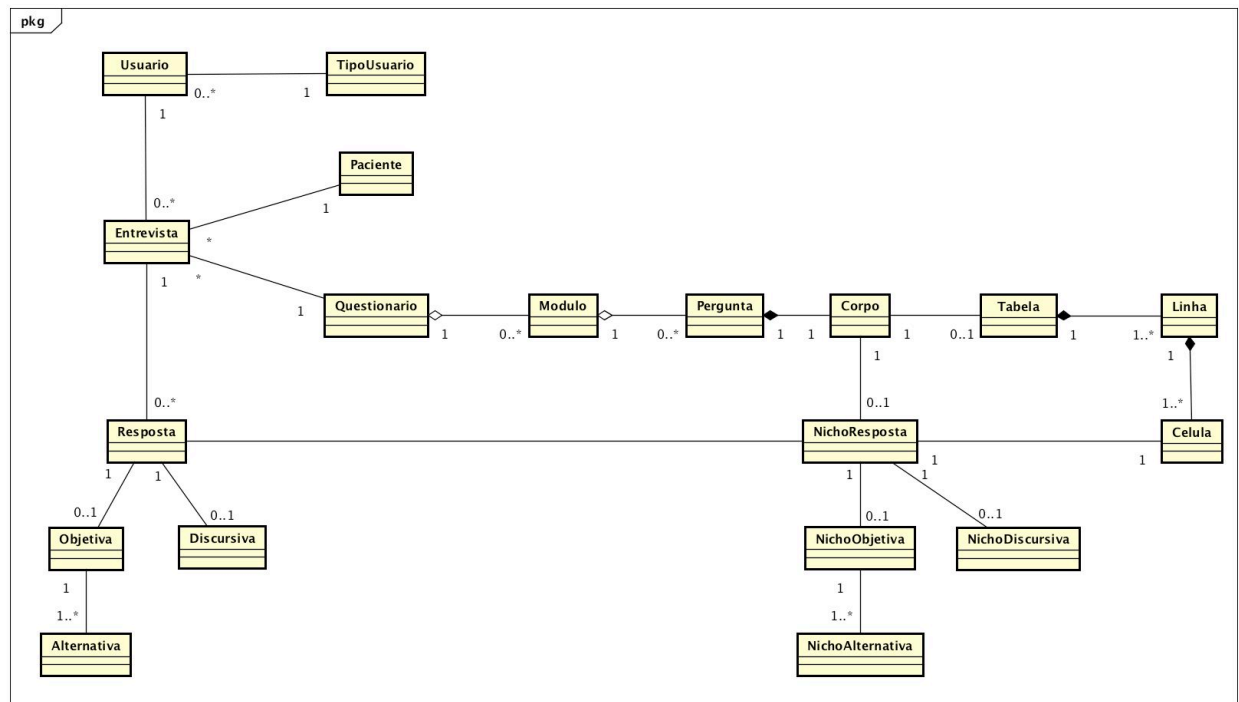 pkg
Usuario
TipoUsuario
0..*
1
1
Paciente
0..*
1
Entrevista
*
1
*
1
Questionario
1
0..*
Modulo
1
0..*
Pergunta
1
1
Corpo
1
0..1
Tabela
1
1..*
Linha
1
1
0..*
0..1
1..*
Resposta
NichoResposta
Celula
1
1
1
1
1
1
0..1
0..1
0..1
0..1
Objetiva
Discursiva
NichoObjetiva
NichoDiscursiva
1
1..*
1
1..*
Alternativa
NichoAlternativa